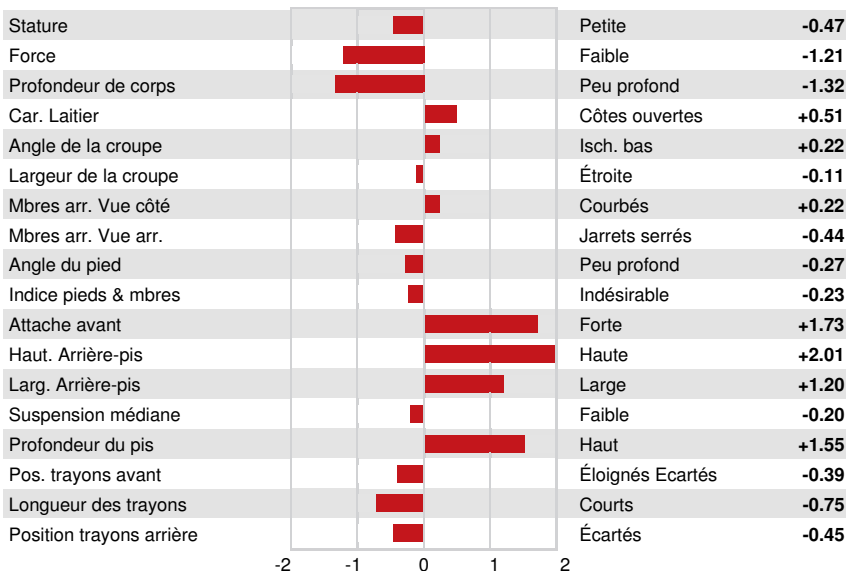 Stature Petite -0.47
Force Faible -1.21
Profondeur de corps Peu profond -1.32
Car. Laitier Côtes ouvertes +0.51
Angle de la croupe Isch. bas +0.22
Largeur de la croupe Étroite -0.11
Mbres arr. Vue côté Courbés +0.22
Mbres arr. Vue arr. Jarrets serrés -0.44
Angle du pied Peu profond -0.27
Indice pieds & mbres Indésirable -0.23
Attache avant Forte +1.73
Haut. Arrière-pis Haute +2.01
Larg. Arrière-pis Large +1.20
Suspension médiane Faible -0.20
Profondeur du pis Haut +1.55
Pos. trayons avant Éloignés Ecartés -0.39
Longueur des trayons Courts -0.75
Position trayons arrière Écartés -0.45
-2 -1 0 1 2